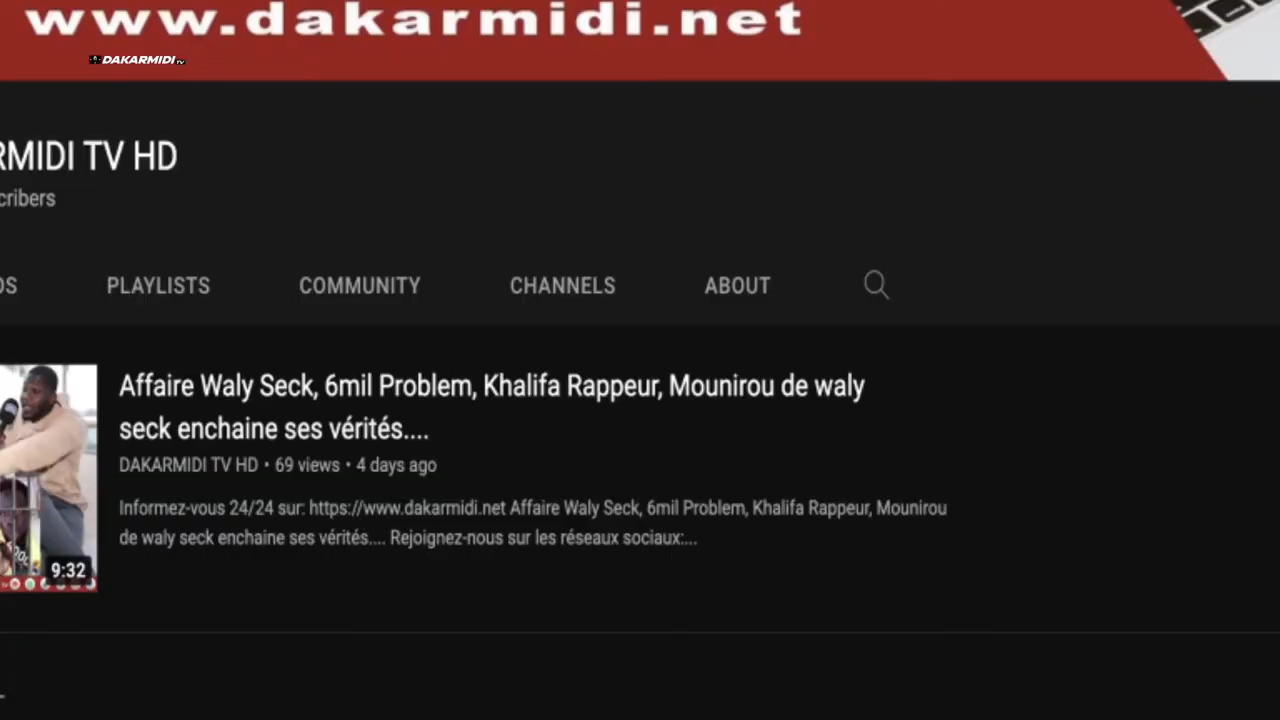 www.dakarmidi.net
DAKARMIDI TV
RMIDI TV HD
cribers
OS
PLAYLISTS
COMMUNITY
CHANNELS
ABOUT
Affaire Waly Seck, 6mil Problem, Khalifa Rappeur, Mounirou de waly
seck enchaine ses vérités....
DAKARMIDI TV HD • 69 views • 4 days ago
Informez-vous 24/24 sur: https://www.dakarmidi.net Affaire Waly Seck, 6mil Problem, Khalifa Rappeur, Mounirou
de waly seck enchaine ses vérités.... Rejoignez-nous sur les réseaux sociaux:...
9:32